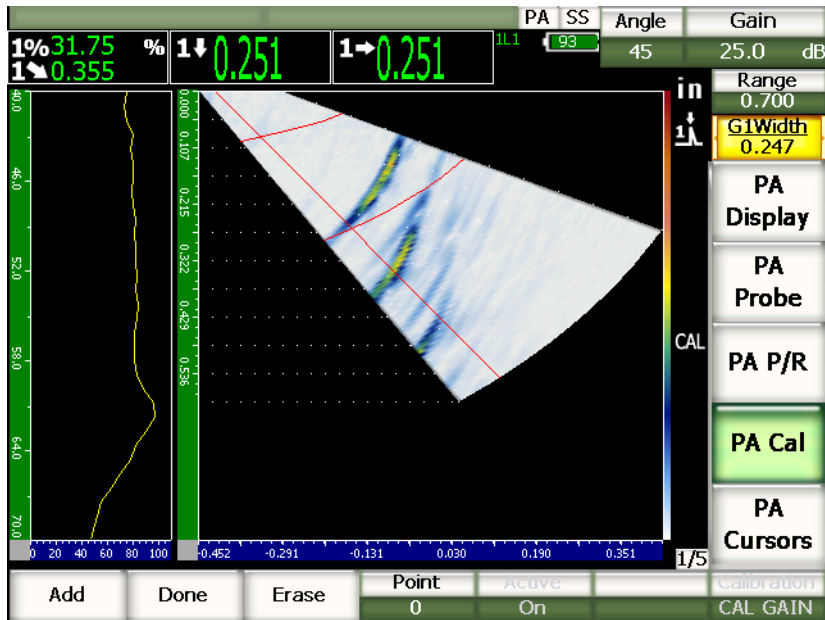 PA SS Angle Gain
1% 31.75 %
1 0.355
1 0.251
1 0.251
1L1 93
45 25.0 dB
in
Range
0.700
G1Width
0.247
PA
Display
PA
Probe
PA P/R
PA Cal
PA
Cursors
CAL
1/5
40.0
46.0
52.0
58.0
64.0
70.0
0 20 40 60 80 100
0.000
0.107
0.215
0.322
0.429
0.536
-0.452 -0.291 -0.131 0.030 0.190 0.351
Add Done Erase
Point Active Calibration
0 On CAL GAIN